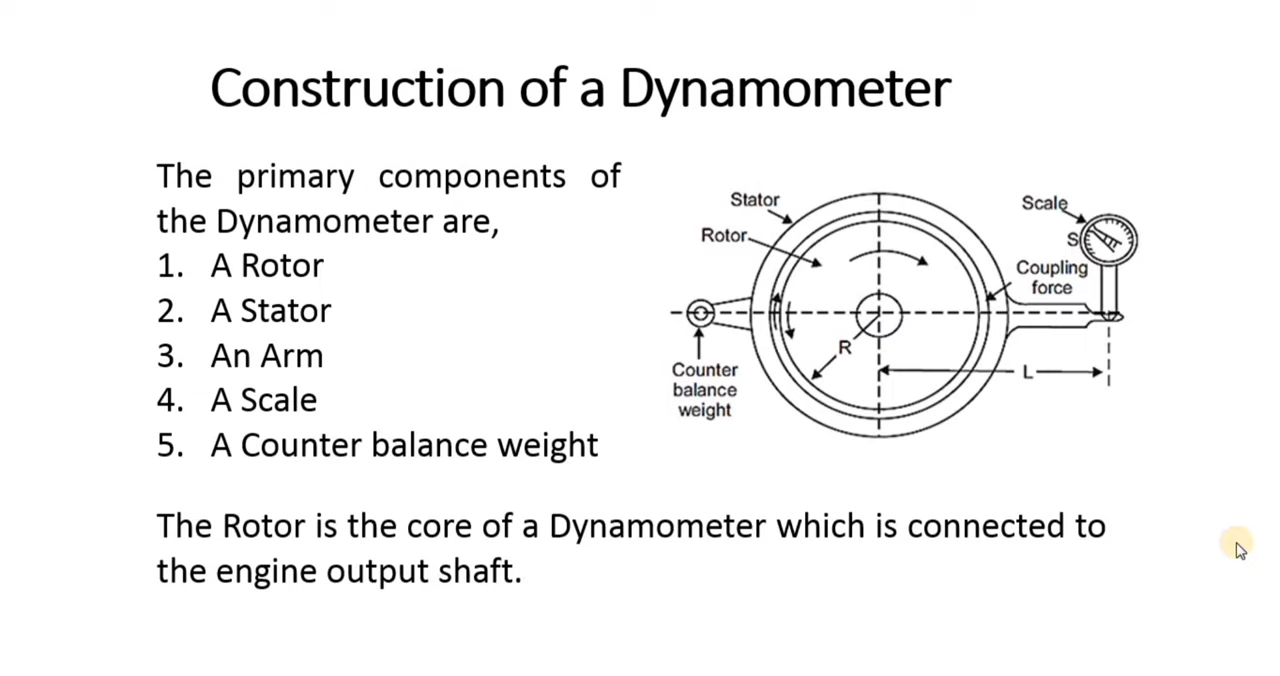 Construction of a Dynamometer
The primary components of
the Dynamometer are,
1. A Rotor
2. A Stator
3. An Arm
4. A Scale
5. A Counter balance weight
Stator
Rotor
Scale
S
Coupling
force
R
L
Counter
balance
weight
The Rotor is the core of a Dynamometer which is connected to
the engine output shaft.